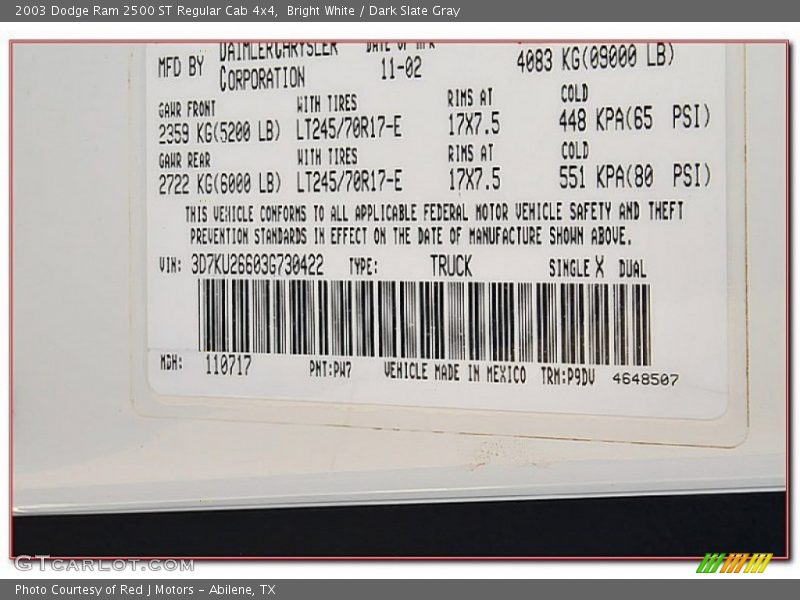 2003 Dodge Ram 2500 ST Regular Cab 4x4, Bright White / Dark Slate Gray
MFD BY DAIMLERCHRYSLER CORPORATION DATE OF MFR 11-02 4083 KG(09000 LB)
GAWR FRONT WITH TIRES RIMS AT COLD
2359 KG(5200 LB) LT245/70R17-E 17X7.5 448 KPA(65 PSI)
GAWR REAR WITH TIRES RIMS AT COLD
2722 KG(6000 LB) LT245/70R17-E 17X7.5 551 KPA(80 PSI)
THIS VEHICLE CONFORMS TO ALL APPLICABLE FEDERAL MOTOR VEHICLE SAFETY AND THEFT
PREVENTION STANDARDS IN EFFECT ON THE DATE OF MANUFACTURE SHOWN ABOVE.
VIN: 3D7KU26603G730422 TYPE: TRUCK SINGLE X DUAL
MDH: 110717 PNT:PW7 VEHICLE MADE IN MEXICO TRM:P9DV 4648507
GTCARLOT.COM
Photo Courtesy of Red J Motors – Abilene, TX